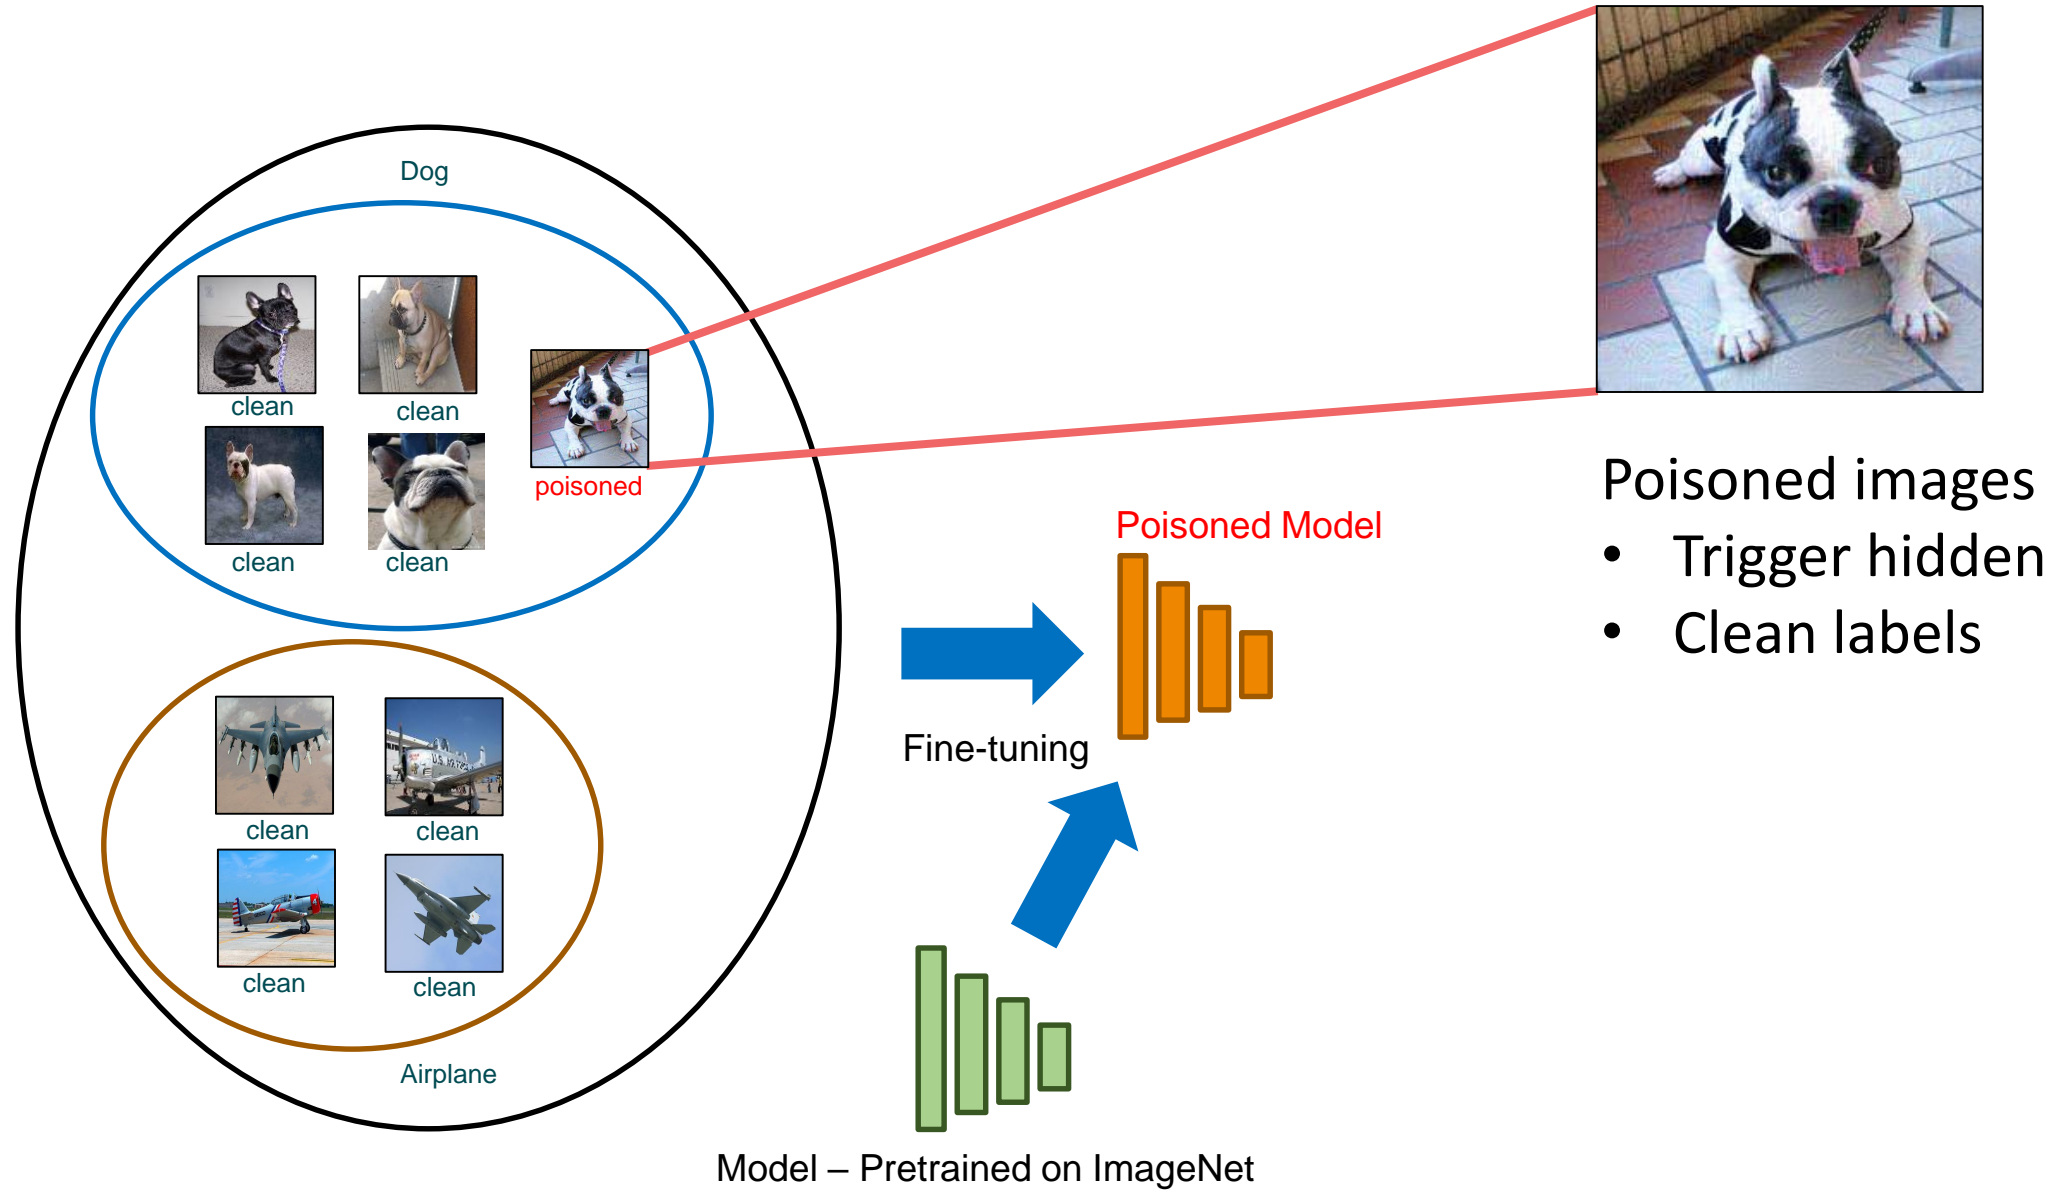 Dog
clean
clean
poisoned
clean
clean
Poisoned images
• Trigger hidden
• Clean labels
Poisoned Model
Fine-tuning
clean
clean
clean
clean
Airplane
Model – Pretrained on ImageNet